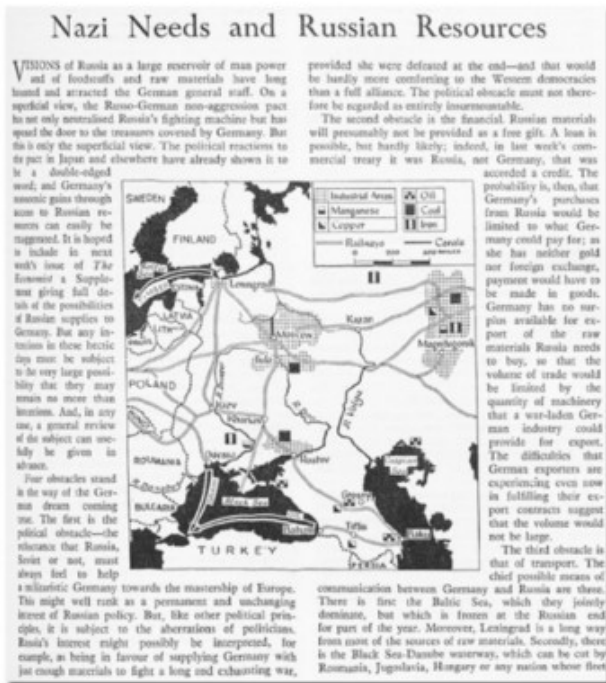 Nazi Needs and Russian Resources
VISIONS of Russia as a large reservoir of man power
and of foodstuffs and raw materials have long
haunted and attracted the German general staff. On a
superficial view, the Russo-German non-aggression pact
has not only neutralised Russia's fighting machine but has
opened the door to the treasures coveted by Germany. But
this is only the superficial view. The political reactions to
the pact in Japan and elsewhere have already shown it to
be a double-edged
sword; and Germany's
economic gains through
access to Russian re-
sources can easily be
exaggerated. It is hoped
to include in next
week's issue of The
Economist a Supple-
ment giving full de-
tails of the possibilities
of Russian supplies to
Germany. But any in-
tentions in these hectic
days must be subject
to the very large possi-
bility that they may
remain no more than
intentions. And, in any
case, a general review
of the subject can use-
fully be given in
advance.
Four obstacles stand
in the way of the Ger-
man dream coming
true. The first is the
political obstacle—the
reluctance that Russia,
Soviet or not, must
always feel to help
a militaristic Germany towards the mastership of Europe.
This might well rank as a permanent and unchanging
interest of Russian policy. But, like other political prin-
ciples, it is subject to the aberrations of politicians.
Russia's interest might possibly be interpreted, for
example, as being in favour of supplying Germany with
just enough materials to fight a long and exhausting war,
provided she were defeated at the end—and that would
be hardly more comforting to the Western democracies
than a full alliance. The political obstacle must not there-
fore be regarded as entirely insurmountable.
The second obstacle is the financial. Russian materials
will presumably not be provided as a free gift. A loan is
possible, but hardly likely; indeed, in last week's com-
mercial treaty it was Russia, not Germany, that was
accorded a credit. The
probability is, then, that
Germany's purchases
from Russia would be
limited to what Ger-
many could pay for; as
she has neither gold
nor foreign exchange,
payment would have to
be made in goods.
Germany has no sur-
plus available for ex-
port of the raw
materials Russia needs
to buy, so that the
volume of trade would
be limited by the
quantity of machinery
that a war-laden Ger-
man industry could
provide for export.
The difficulties that
German exporters are
experiencing even now
in fulfilling their ex-
port contracts suggest
that the volume would
not be large.
The third obstacle is
that of transport. The
chief possible means of
communication between Germany and Russia are three.
There is first the Baltic Sea, which they jointly
dominate, but which is frozen at the Russian end
for part of the year. Moreover, Leningrad is a long way
from most of the sources of raw materials. Secondly, there
is the Black Sea-Danube waterway, which can be cut by
Roumania, Jugoslavia, Hungary or any nation whose fleet
Industrial Areas
Oil
Manganese
Coal
Copper
Iron
Railways
Canals
SWEDEN
FINLAND
Leningrad
LATVIA
LITH.
Moscow
Kazan
Magnitogorsk
Tula
POLAND
Kiev
Kharkov
R. Volga
ROUMANIA
Odessa
Rostov
BULGARIA
Black Sea
Grozny
Tiflis
Baku
TURKEY
PERSIA